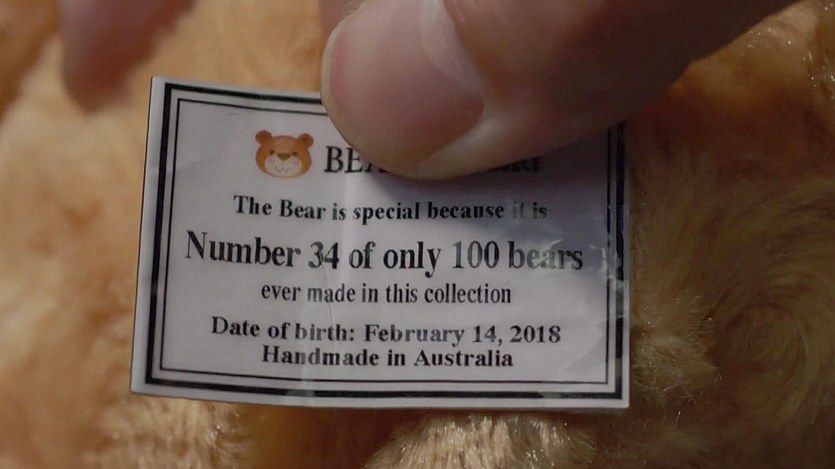 The Bear is special because it is
Number 34 of only 100 bears
ever made in this collection
Date of birth: February 14, 2018
Handmade in Australia